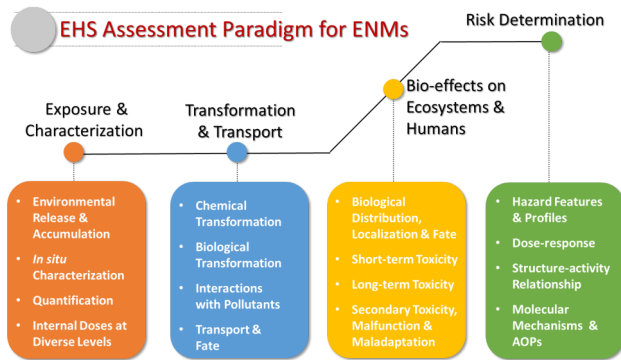 EHS Assessment Paradigm for ENMs
Exposure &
Characterization
Transformation
& Transport
Bio-effects on
Ecosystems &
Humans
Risk Determination
• Environmental
Release &
Accumulation
• In situ
Characterization
• Quantification
• Internal Doses at
Diverse Levels
• Chemical
Transformation
• Biological
Transformation
• Interactions
with Pollutants
• Transport &
Fate
• Biological
Distribution,
Localization & Fate
• Short-term Toxicity
• Long-term Toxicity
• Secondary Toxicity,
Malfunction &
Maladaptation
• Hazard Features
& Profiles
• Dose-response
• Structure-activity
Relationship
• Molecular
Mechanisms &
AOPs